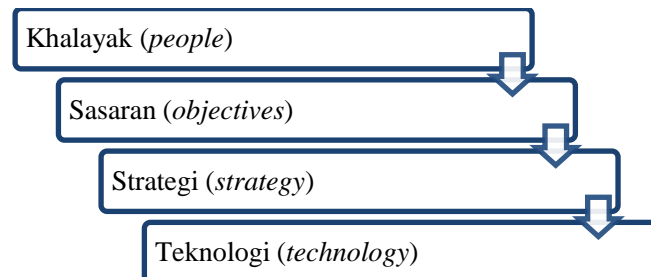 Khalayak (people)
Sasaran (objectives)
Strategi (strategy)
Teknologi (technology)